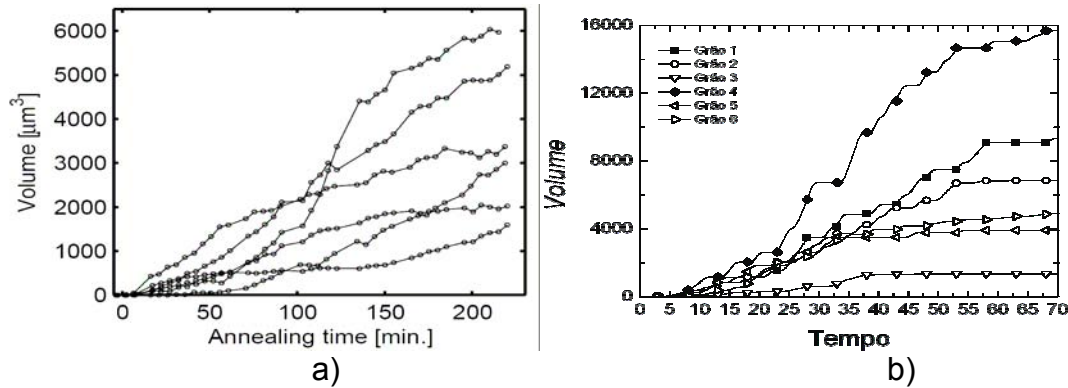 6000
5000
4000
3000
2000
1000
0
Volume [μm³]
0 50 100 150 200
Annealing time [min.]
a)
16000
12000
8000
4000
0
Volume
Grão 1
Grão 2
Grão 3
Grão 4
Grão 5
Grão 6
0 5 10 15 20 25 30 35 40 45 50 55 60 65 70
Tempo
b)